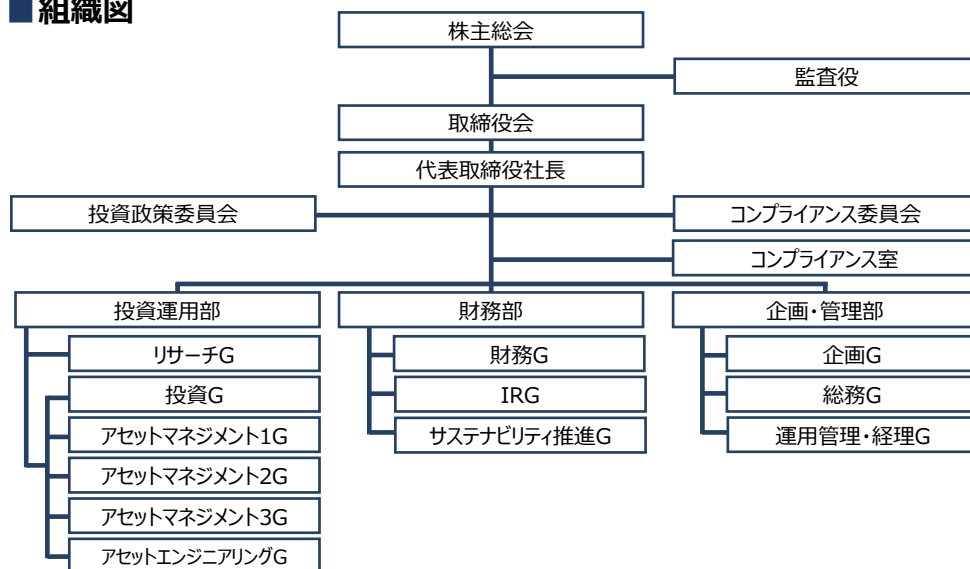 ■組織図
株主総会
監査役
取締役会
代表取締役社長
投資政策委員会
コンプライアンス委員会
コンプライアンス室
投資運用部
財務部
企画・管理部
リサーチG
財務G
企画G
投資G
IRG
総務G
アセットマネジメント1G
サステナビリティ推進G
運用管理・経理G
アセットマネジメント2G
アセットマネジメント3G
アセットエンジニアリングG